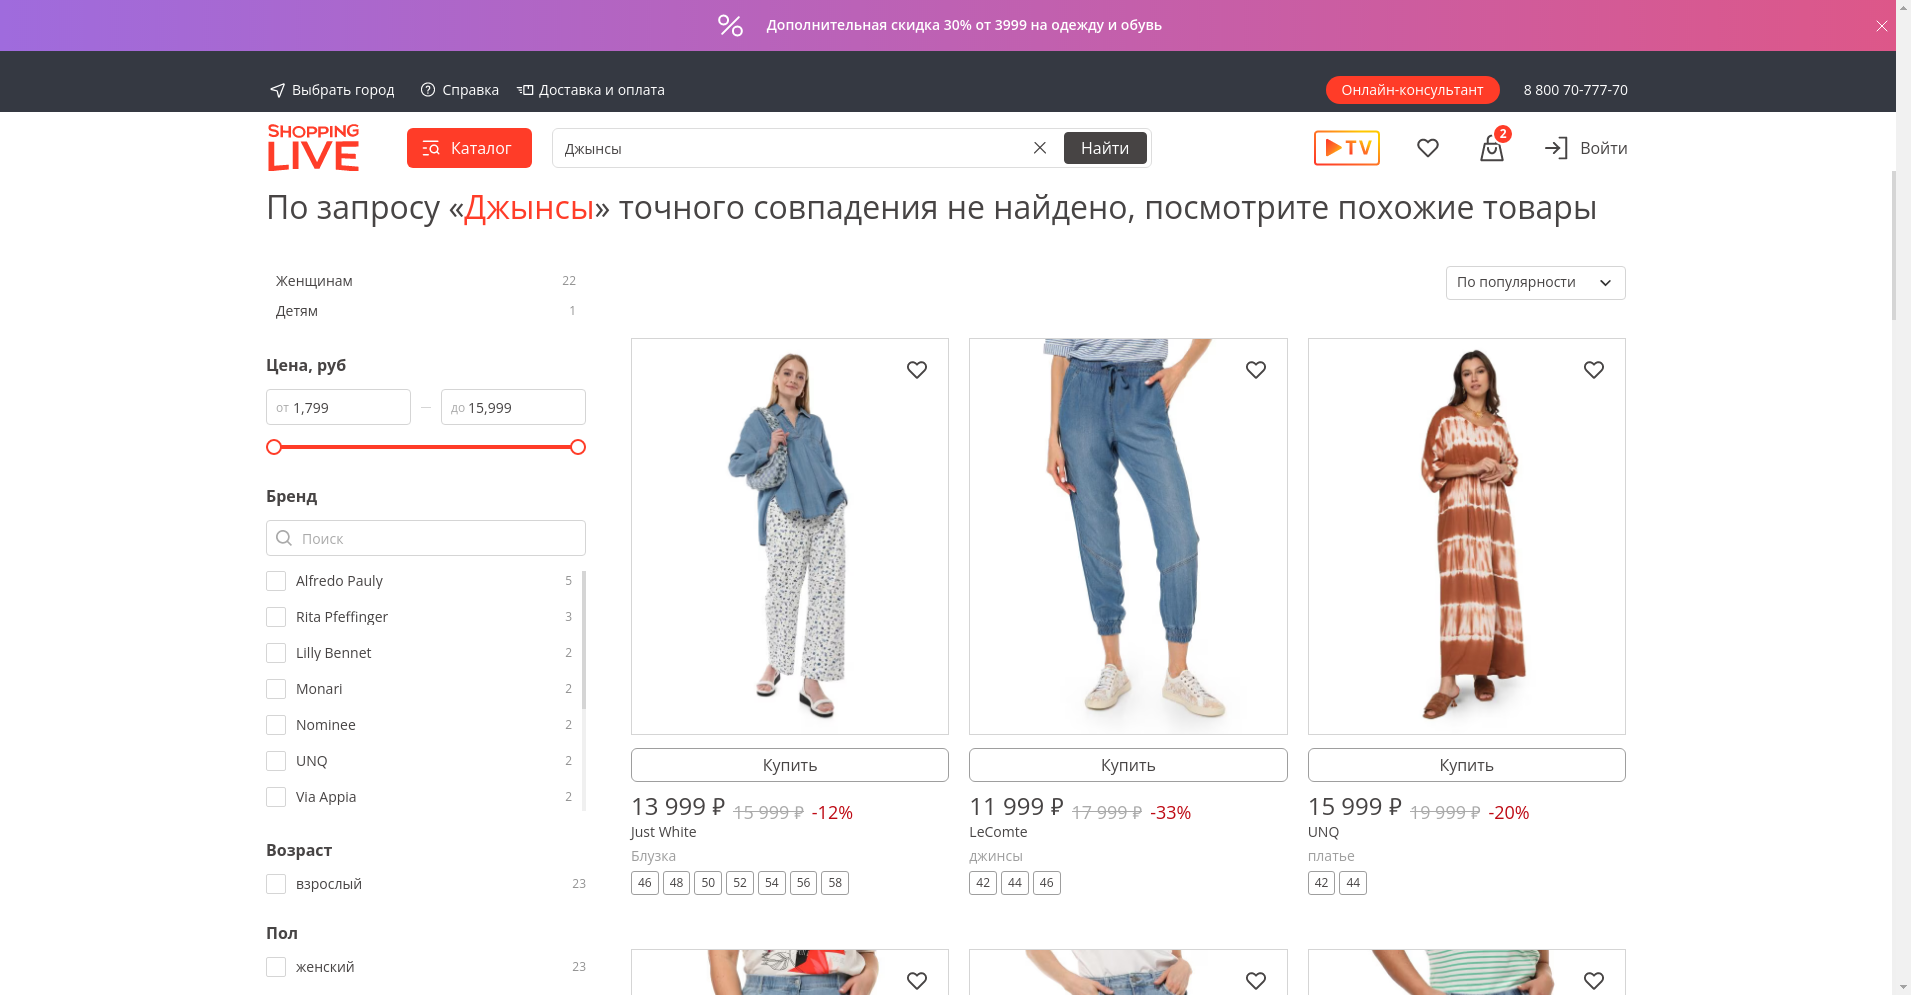 Дополнительная скидка 30% от 3999 на одежду и обувь
Выбрать город
Справка
Доставка и оплата
Онлайн-консультант
8 800 70-777-70
SHOPPING
LIVE
Каталог
Джынсы
Найти
TV
2
Войти
По запросу «Джынсы» точного совпадения не найдено, посмотрите похожие товары
Женщинам 22
Детям 1
По популярности
Цена, руб
от 1,799 — до 15,999
Бренд
Поиск
Alfredo Pauly 5
Rita Pfeffinger 3
Lilly Bennet 2
Monari 2
Nominee 2
UNQ 2
Via Appia 2
Возраст
взрослый 23
Пол
женский 23
Купить
13 999 ₽ 15 999 ₽ -12%
Just White
Блузка
46 48 50 52 54 56 58
Купить
11 999 ₽ 17 999 ₽ -33%
LeComte
джинсы
42 44 46
Купить
15 999 ₽ 19 999 ₽ -20%
UNQ
платье
42 44